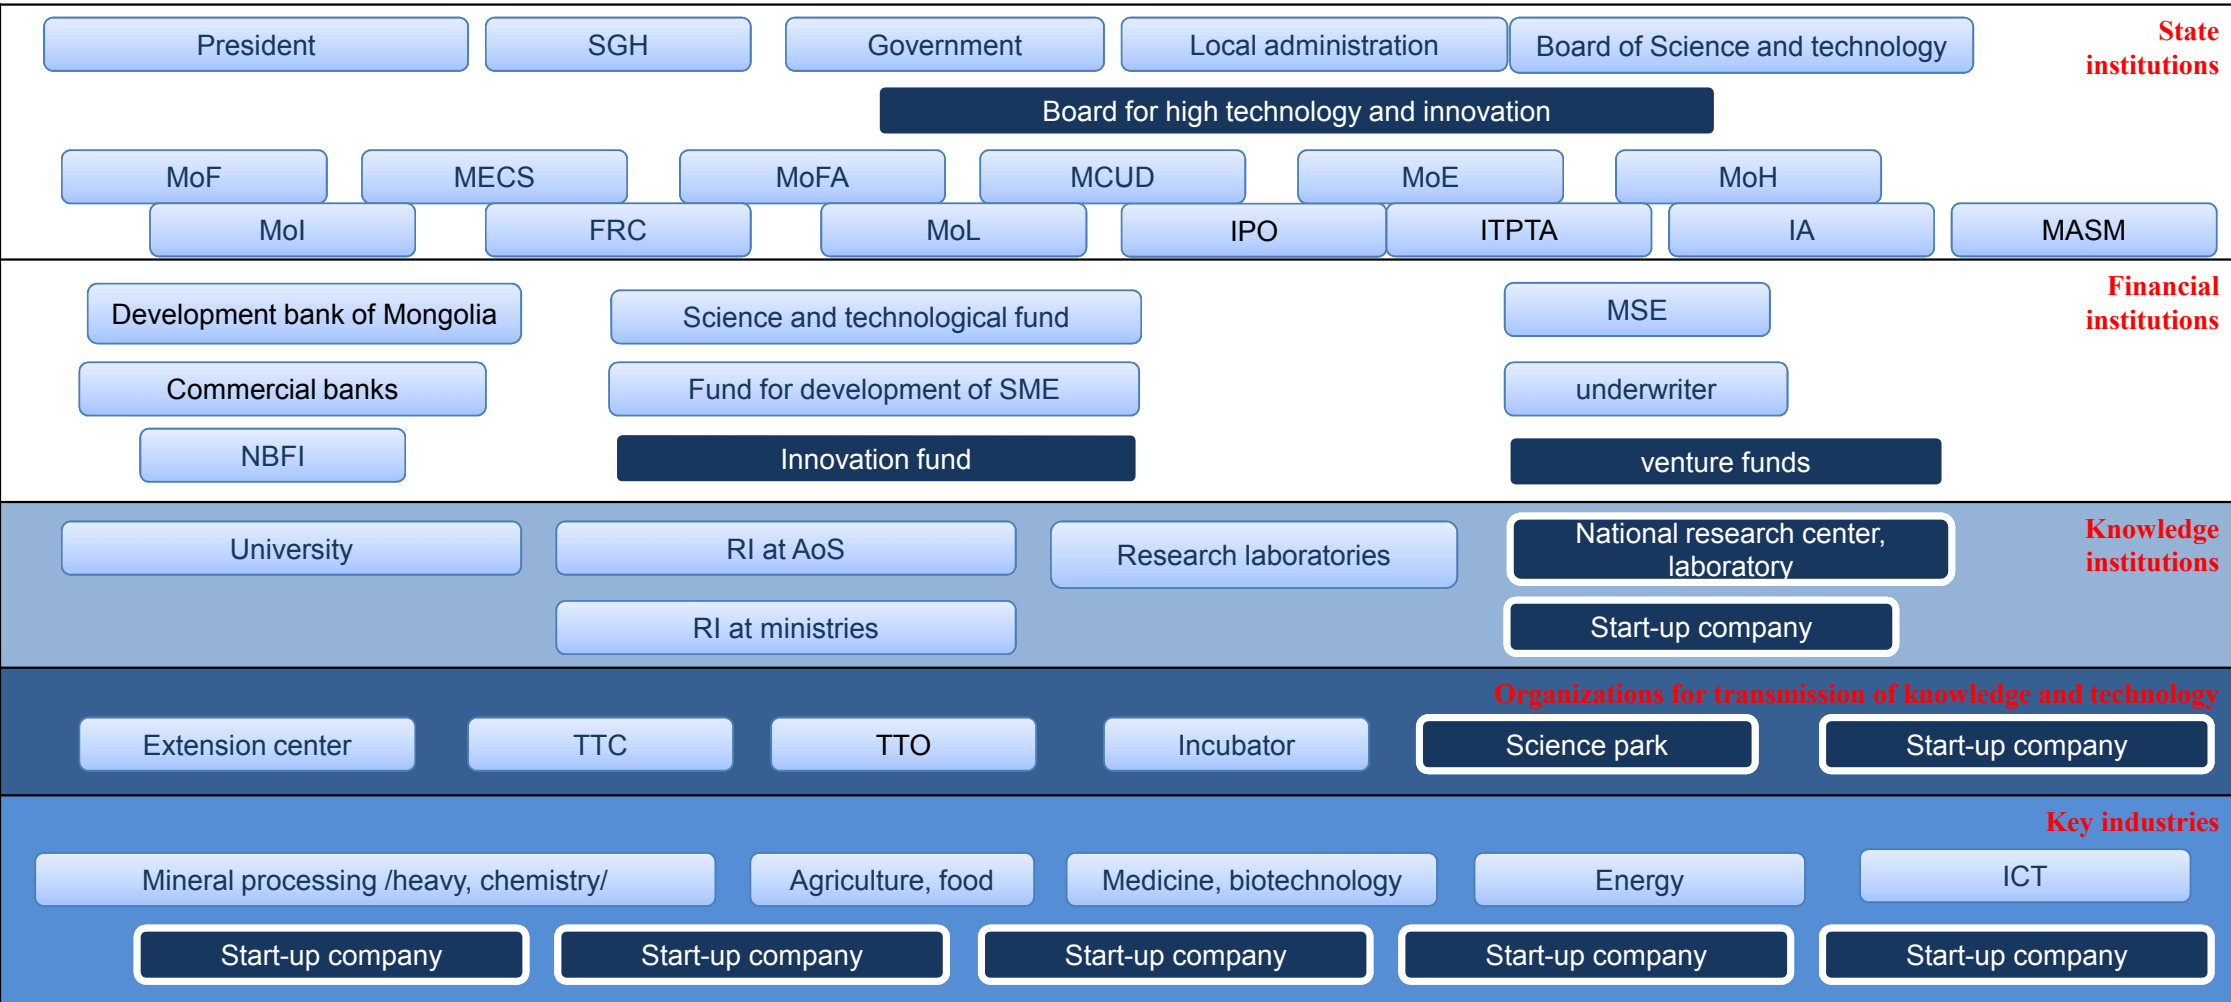 President
SGH
Government
Local administration
Board of Science and technology
State
institutions
Board for high technology and innovation
MoF
MECS
MoFA
MCUD
MoE
MoH
MoI
FRC
MoL
IPO
ITPTA
IA
MASM
Financial
institutions
Development bank of Mongolia
Science and technological fund
MSE
Commercial banks
Fund for development of SME
underwriter
NBFI
Innovation fund
venture funds
Knowledge
institutions
University
RI at AoS
Research laboratories
National research center,
laboratory
RI at ministries
Start-up company
Organizations for transmission of knowledge and technology
Extension center
TTC
TTO
Incubator
Science park
Start-up company
Key industries
Mineral processing /heavy, chemistry/
Agriculture, food
Medicine, biotechnology
Energy
ICT
Start-up company
Start-up company
Start-up company
Start-up company
Start-up company